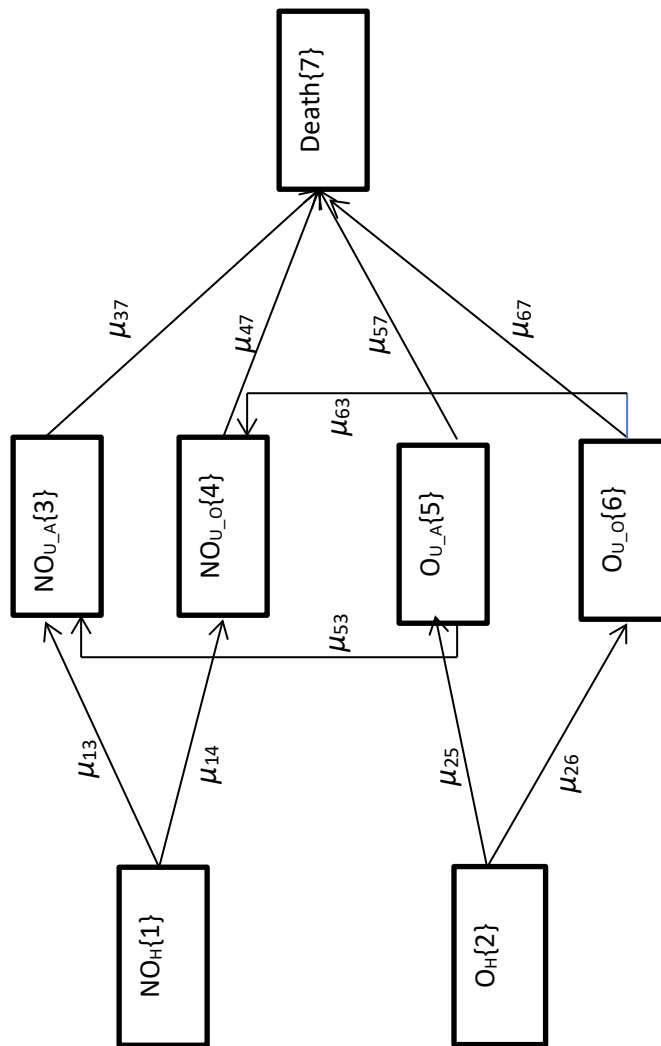 NOH{1}
OH{2}
μ13
μ14
μ25
μ26
μ53
NOU_A{3}
NOU_O{4}
OU_A{5}
OU_O{6}
μ63
μ37
μ47
μ57
μ67
Death{7}